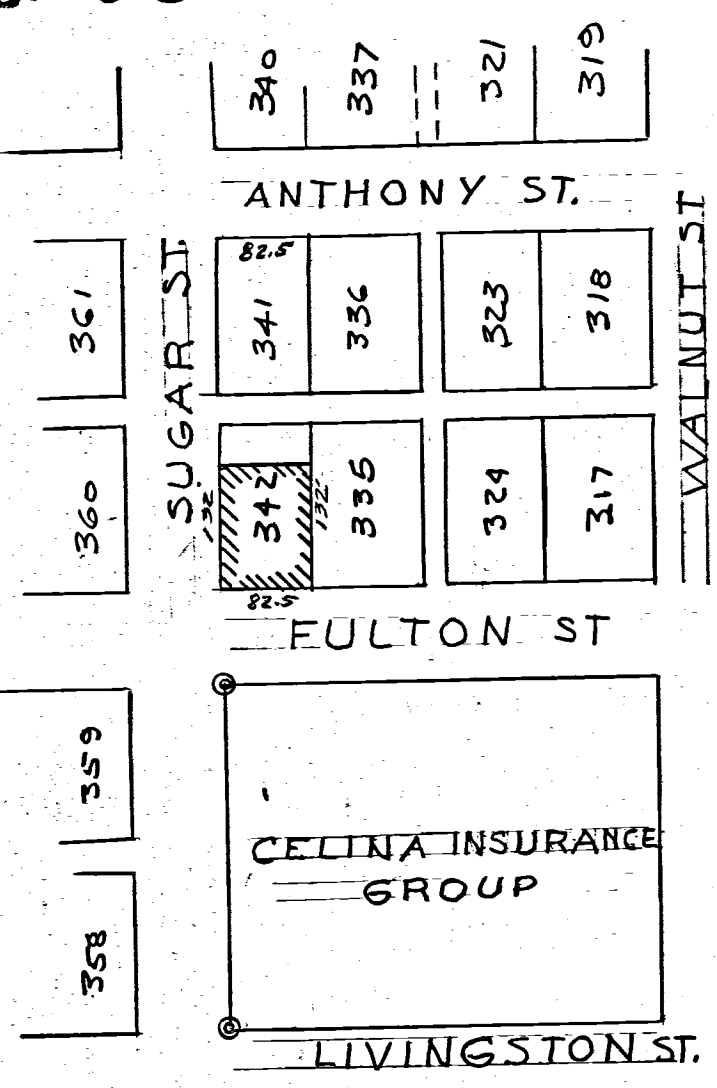 340 337 321 319
ANTHONY ST.
SUGAR ST.
WALNUT ST
82.5
361 341 336 323 318
360 342 335 324 317
132 132'
82.5
FULTON ST
359
CELINA INSURANCE
GROUP
358
LIVINGSTON ST.